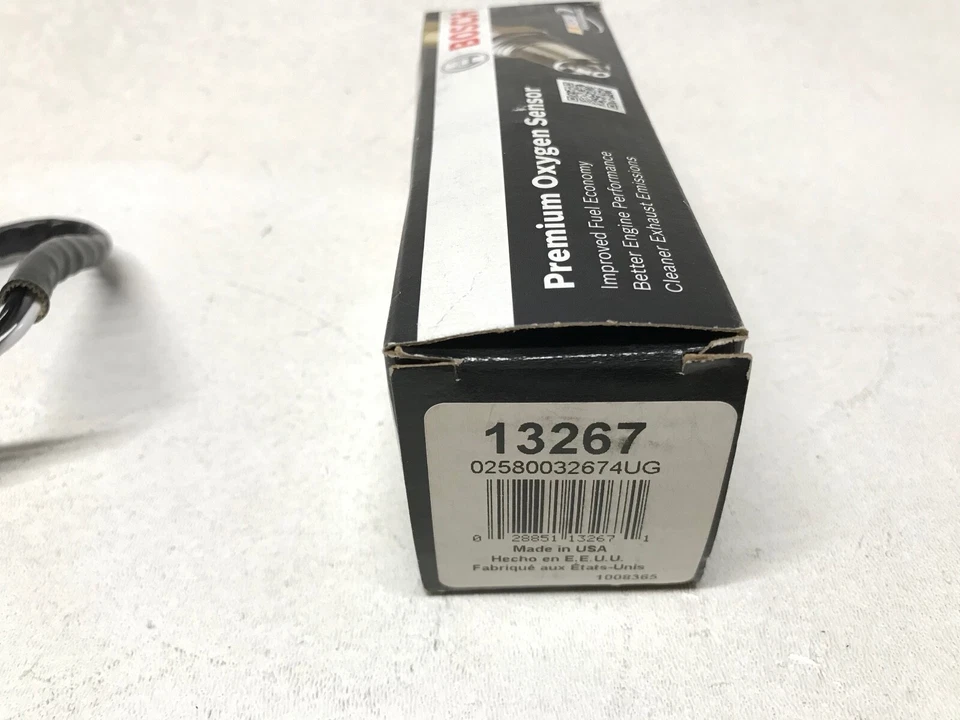 BOSCH
Premium Oxygen Sensor
Improved Fuel Economy
Better Engine Performance
Cleaner Exhaust Emissions
13267
02580032674UG
0 28851 13267 1
Made in USA
Hecho en E.E.U.U.
Fabriqué aux États-Unis
1008365